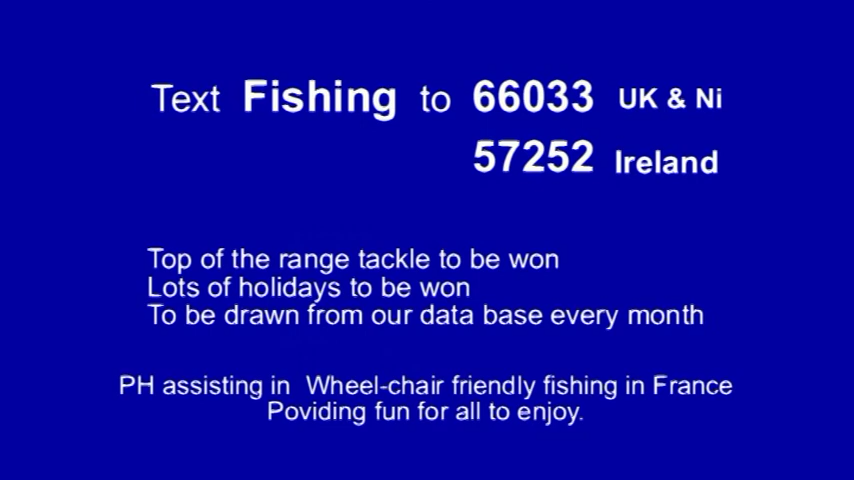 Text Fishing to 66033 UK & Ni
57252 Ireland
Top of the range tackle to be won
Lots of holidays to be won
To be drawn from our data base every month
PH assisting in Wheel-chair friendly fishing in France
Poviding fun for all to enjoy.